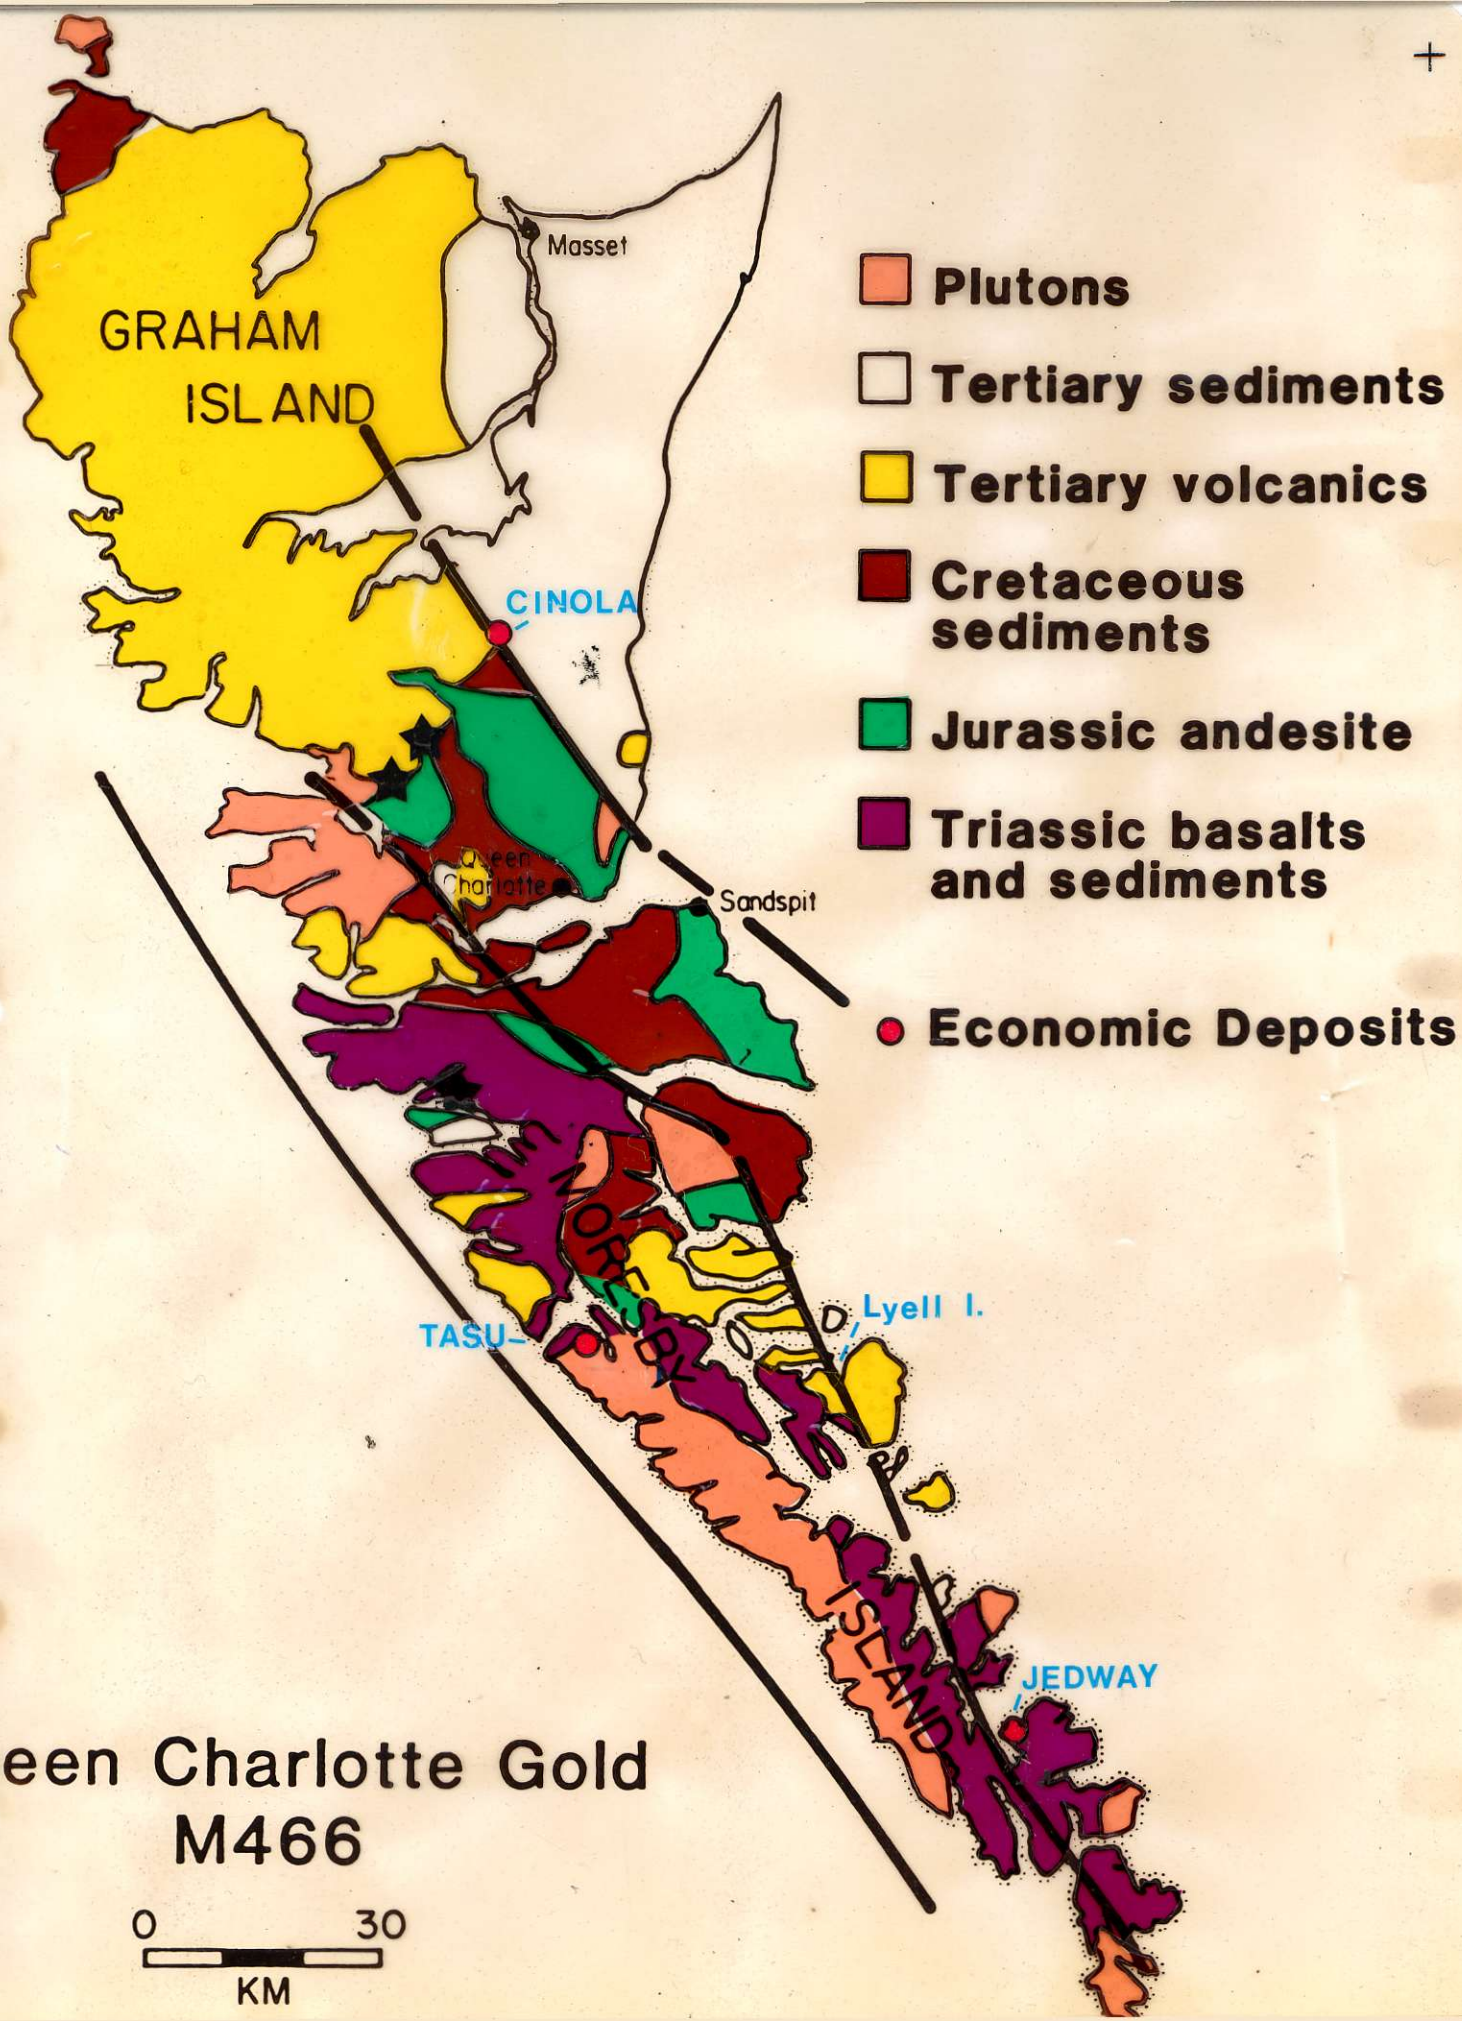 Masset
GRAHAM
ISLAND
CINOLA
Queen
Charlotte
Sandspit
MORESBY
ISLAND
TASU
Lyell I.
JEDWAY
Plutons
Tertiary sediments
Tertiary volcanics
Cretaceous
sediments
Jurassic andesite
Triassic basalts
and sediments
Economic Deposits
een Charlotte Gold
M466
0 30
KM